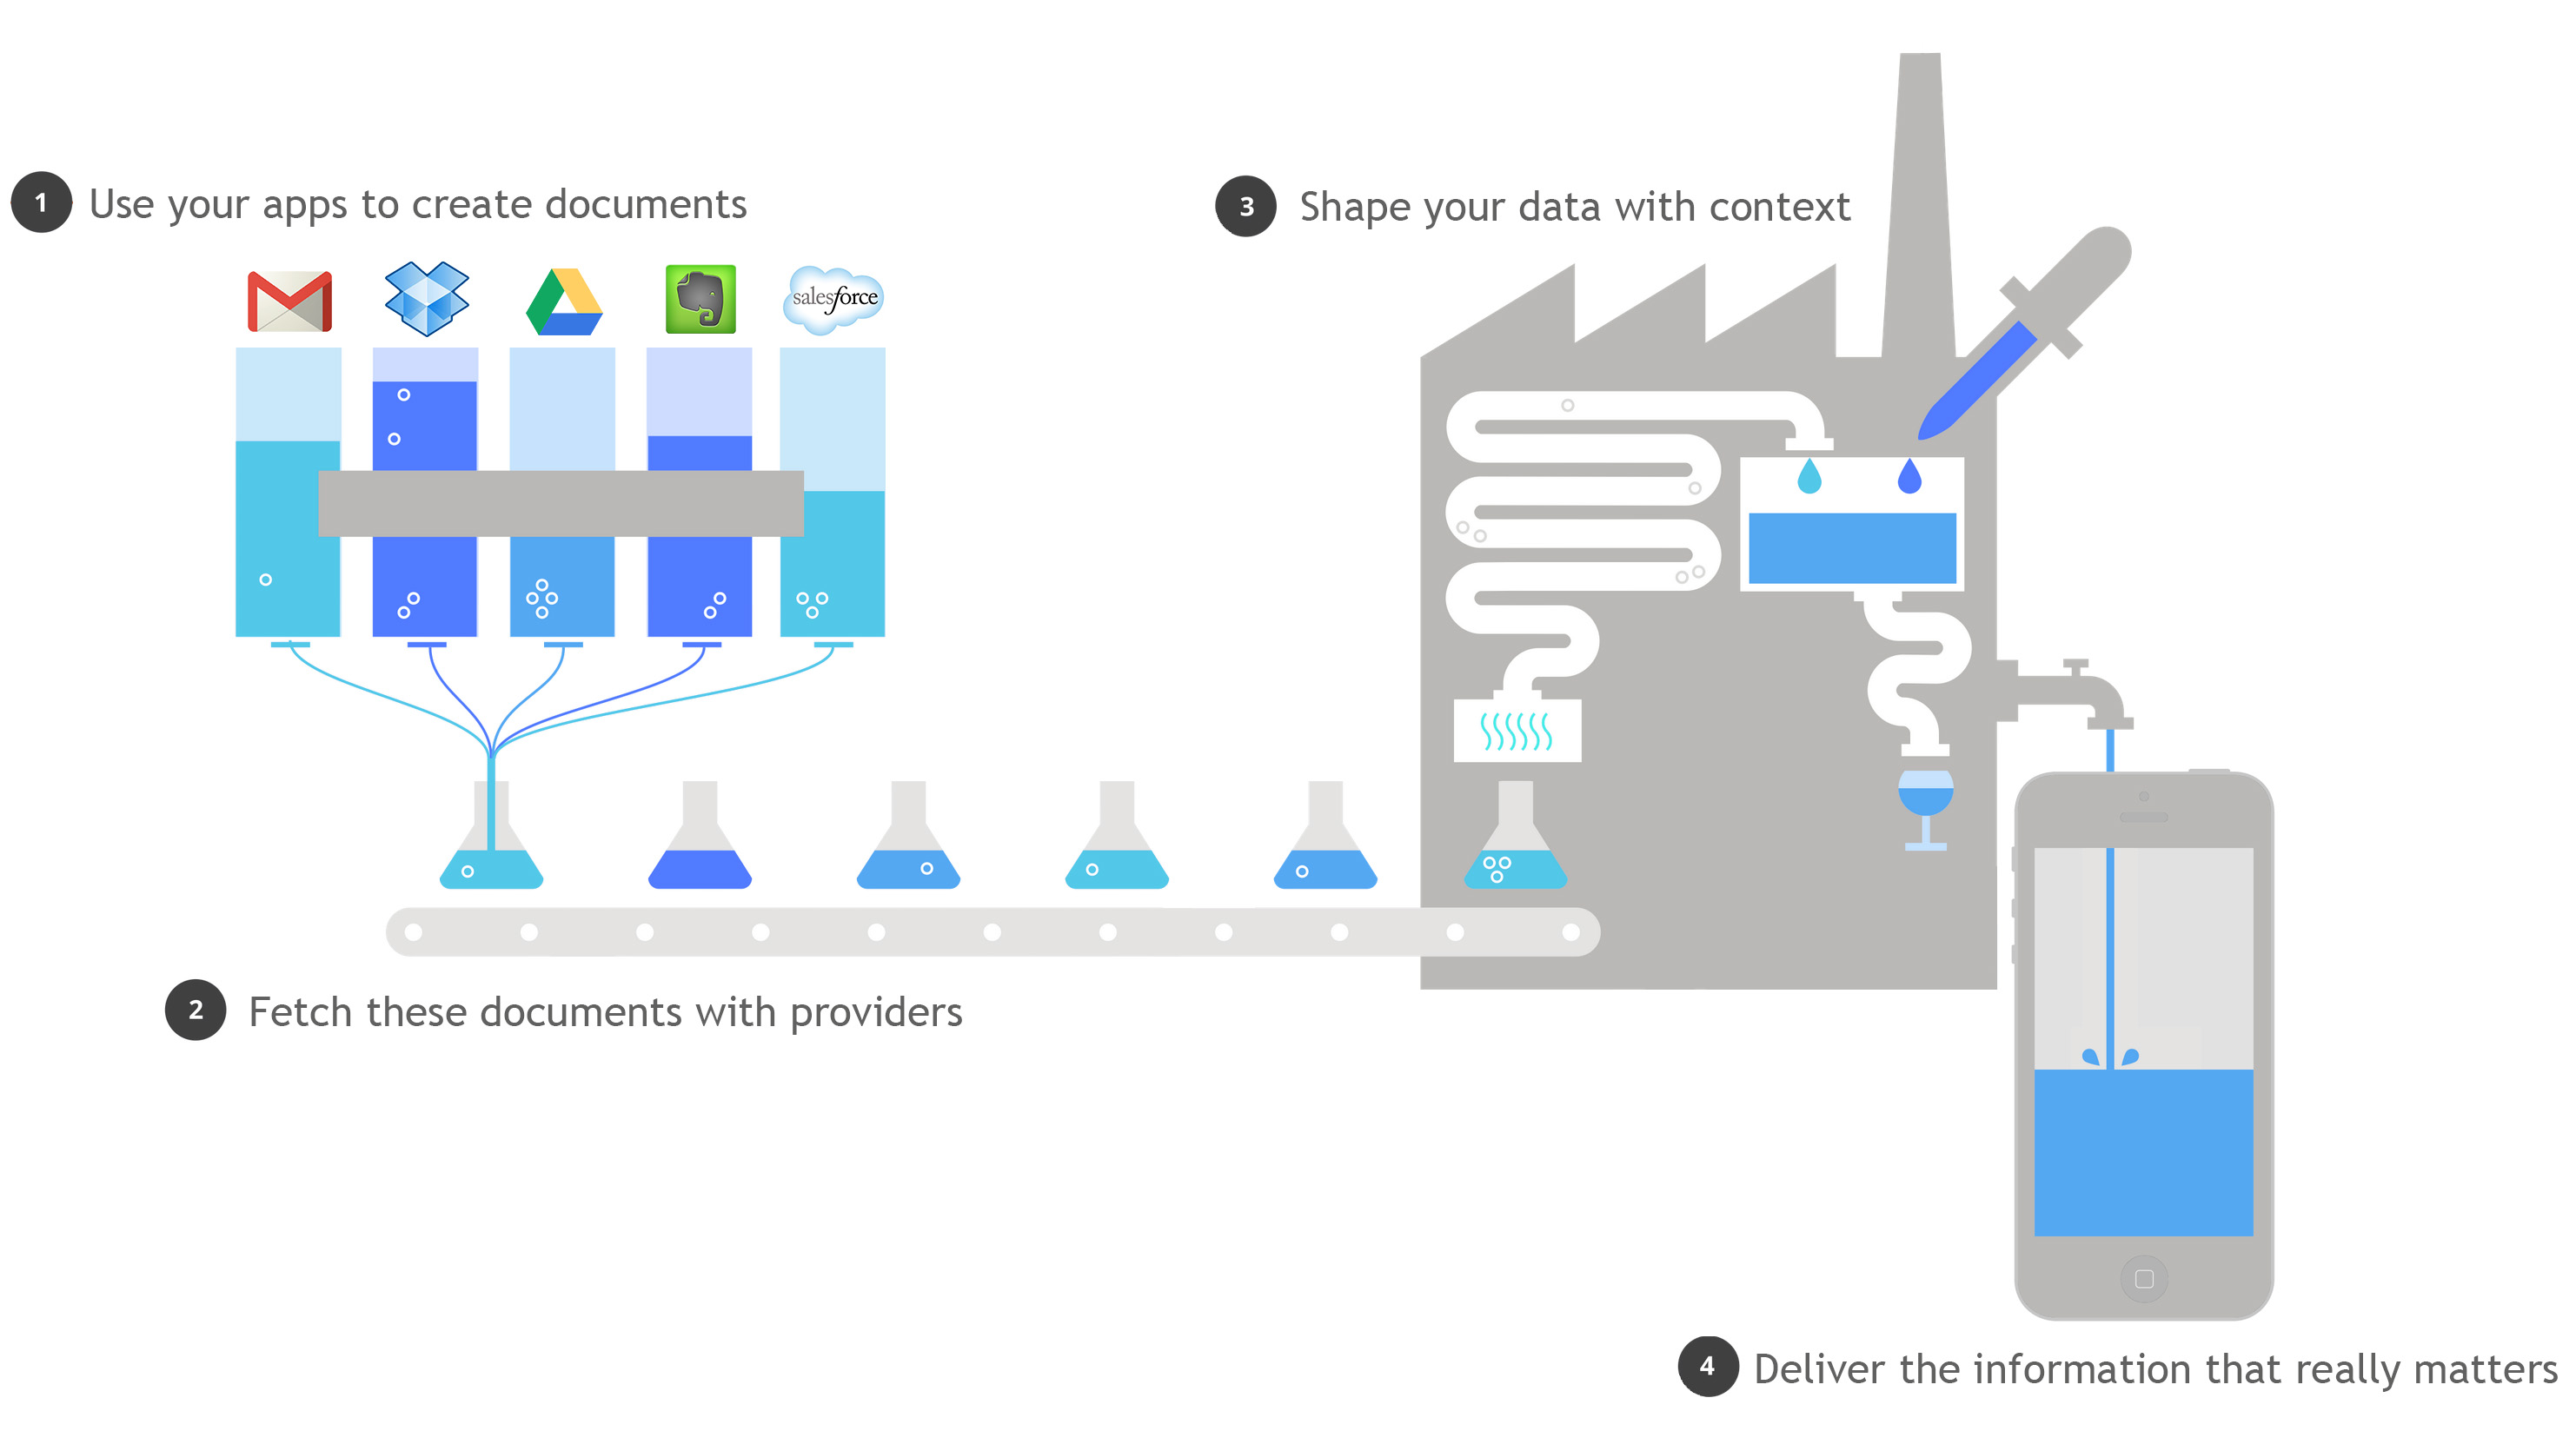 1 Use your apps to create documents
salesforce
2 Fetch these documents with providers
3 Shape your data with context
4 Deliver the information that really matters